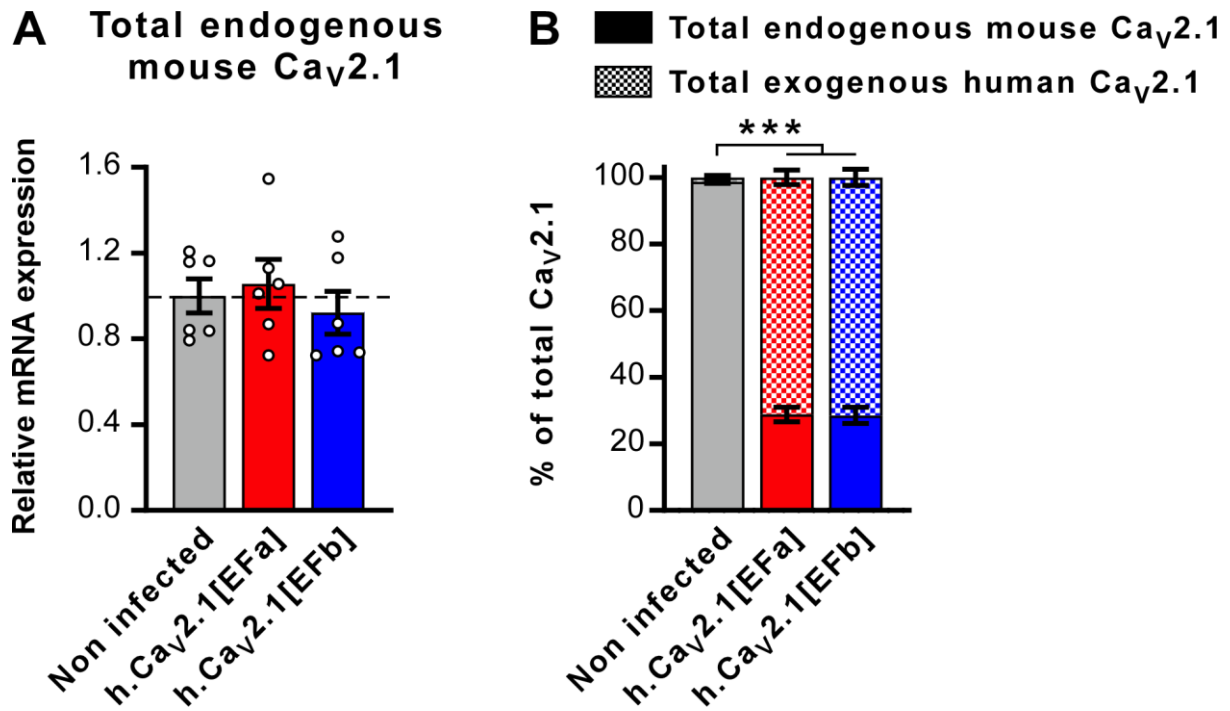 A Total endogenous
mouse CaV2.1
Relative mRNA expression
1.6
1.2
0.8
0.4
0.0
Non infected
h.CaV2.1[EFa]
h.CaV2.1[EFb]
B Total endogenous mouse CaV2.1
Total exogenous human CaV2.1
***
% of total CaV2.1
100
80
60
40
20
0
Non infected
h.CaV2.1[EFa]
h.CaV2.1[EFb]